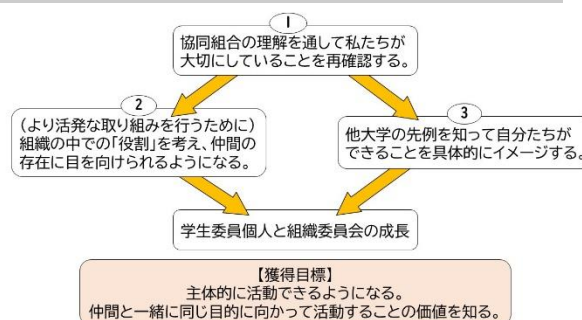 1
協同組合の理解を通して私たちが
大切にしていることを再確認する。
2
(より活発な取り組みを行うために)
組織の中での「役割」を考え、仲間の
存在に目を向けられるようになる。
3
他大学の先例を知って自分たちが
できることを具体的にイメージする。
学生委員個人と組織委員会の成長
【獲得目標】
主体的に活動できるようになる。
仲間と一緒に同じ目的に向かって活動することの価値を知る。